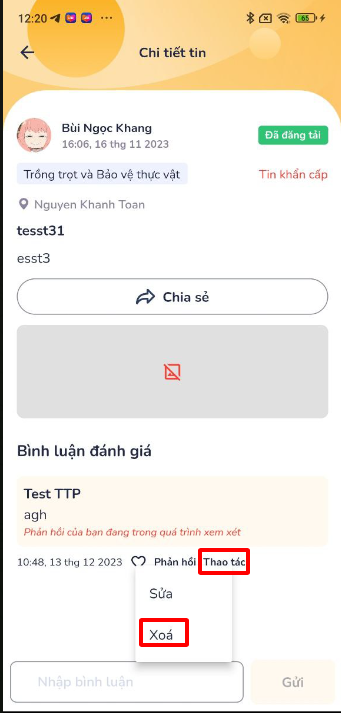 12:20
65
Chi tiết tin
Bùi Ngọc Khang
16:06, 16 thg 11 2023
Đã đăng tải
Trồng trọt và Bảo vệ thực vật
Tin khẩn cấp
Nguyen Khanh Toan
tesst31
esst3
Chia sẻ
Bình luận đánh giá
Test TTP
agh
Phản hồi của bạn đang trong quá trình xem xét
10:48, 13 thg 12 2023 Phản hồi Thao tác
Sửa
Xoá
Nhập bình luận
Gửi